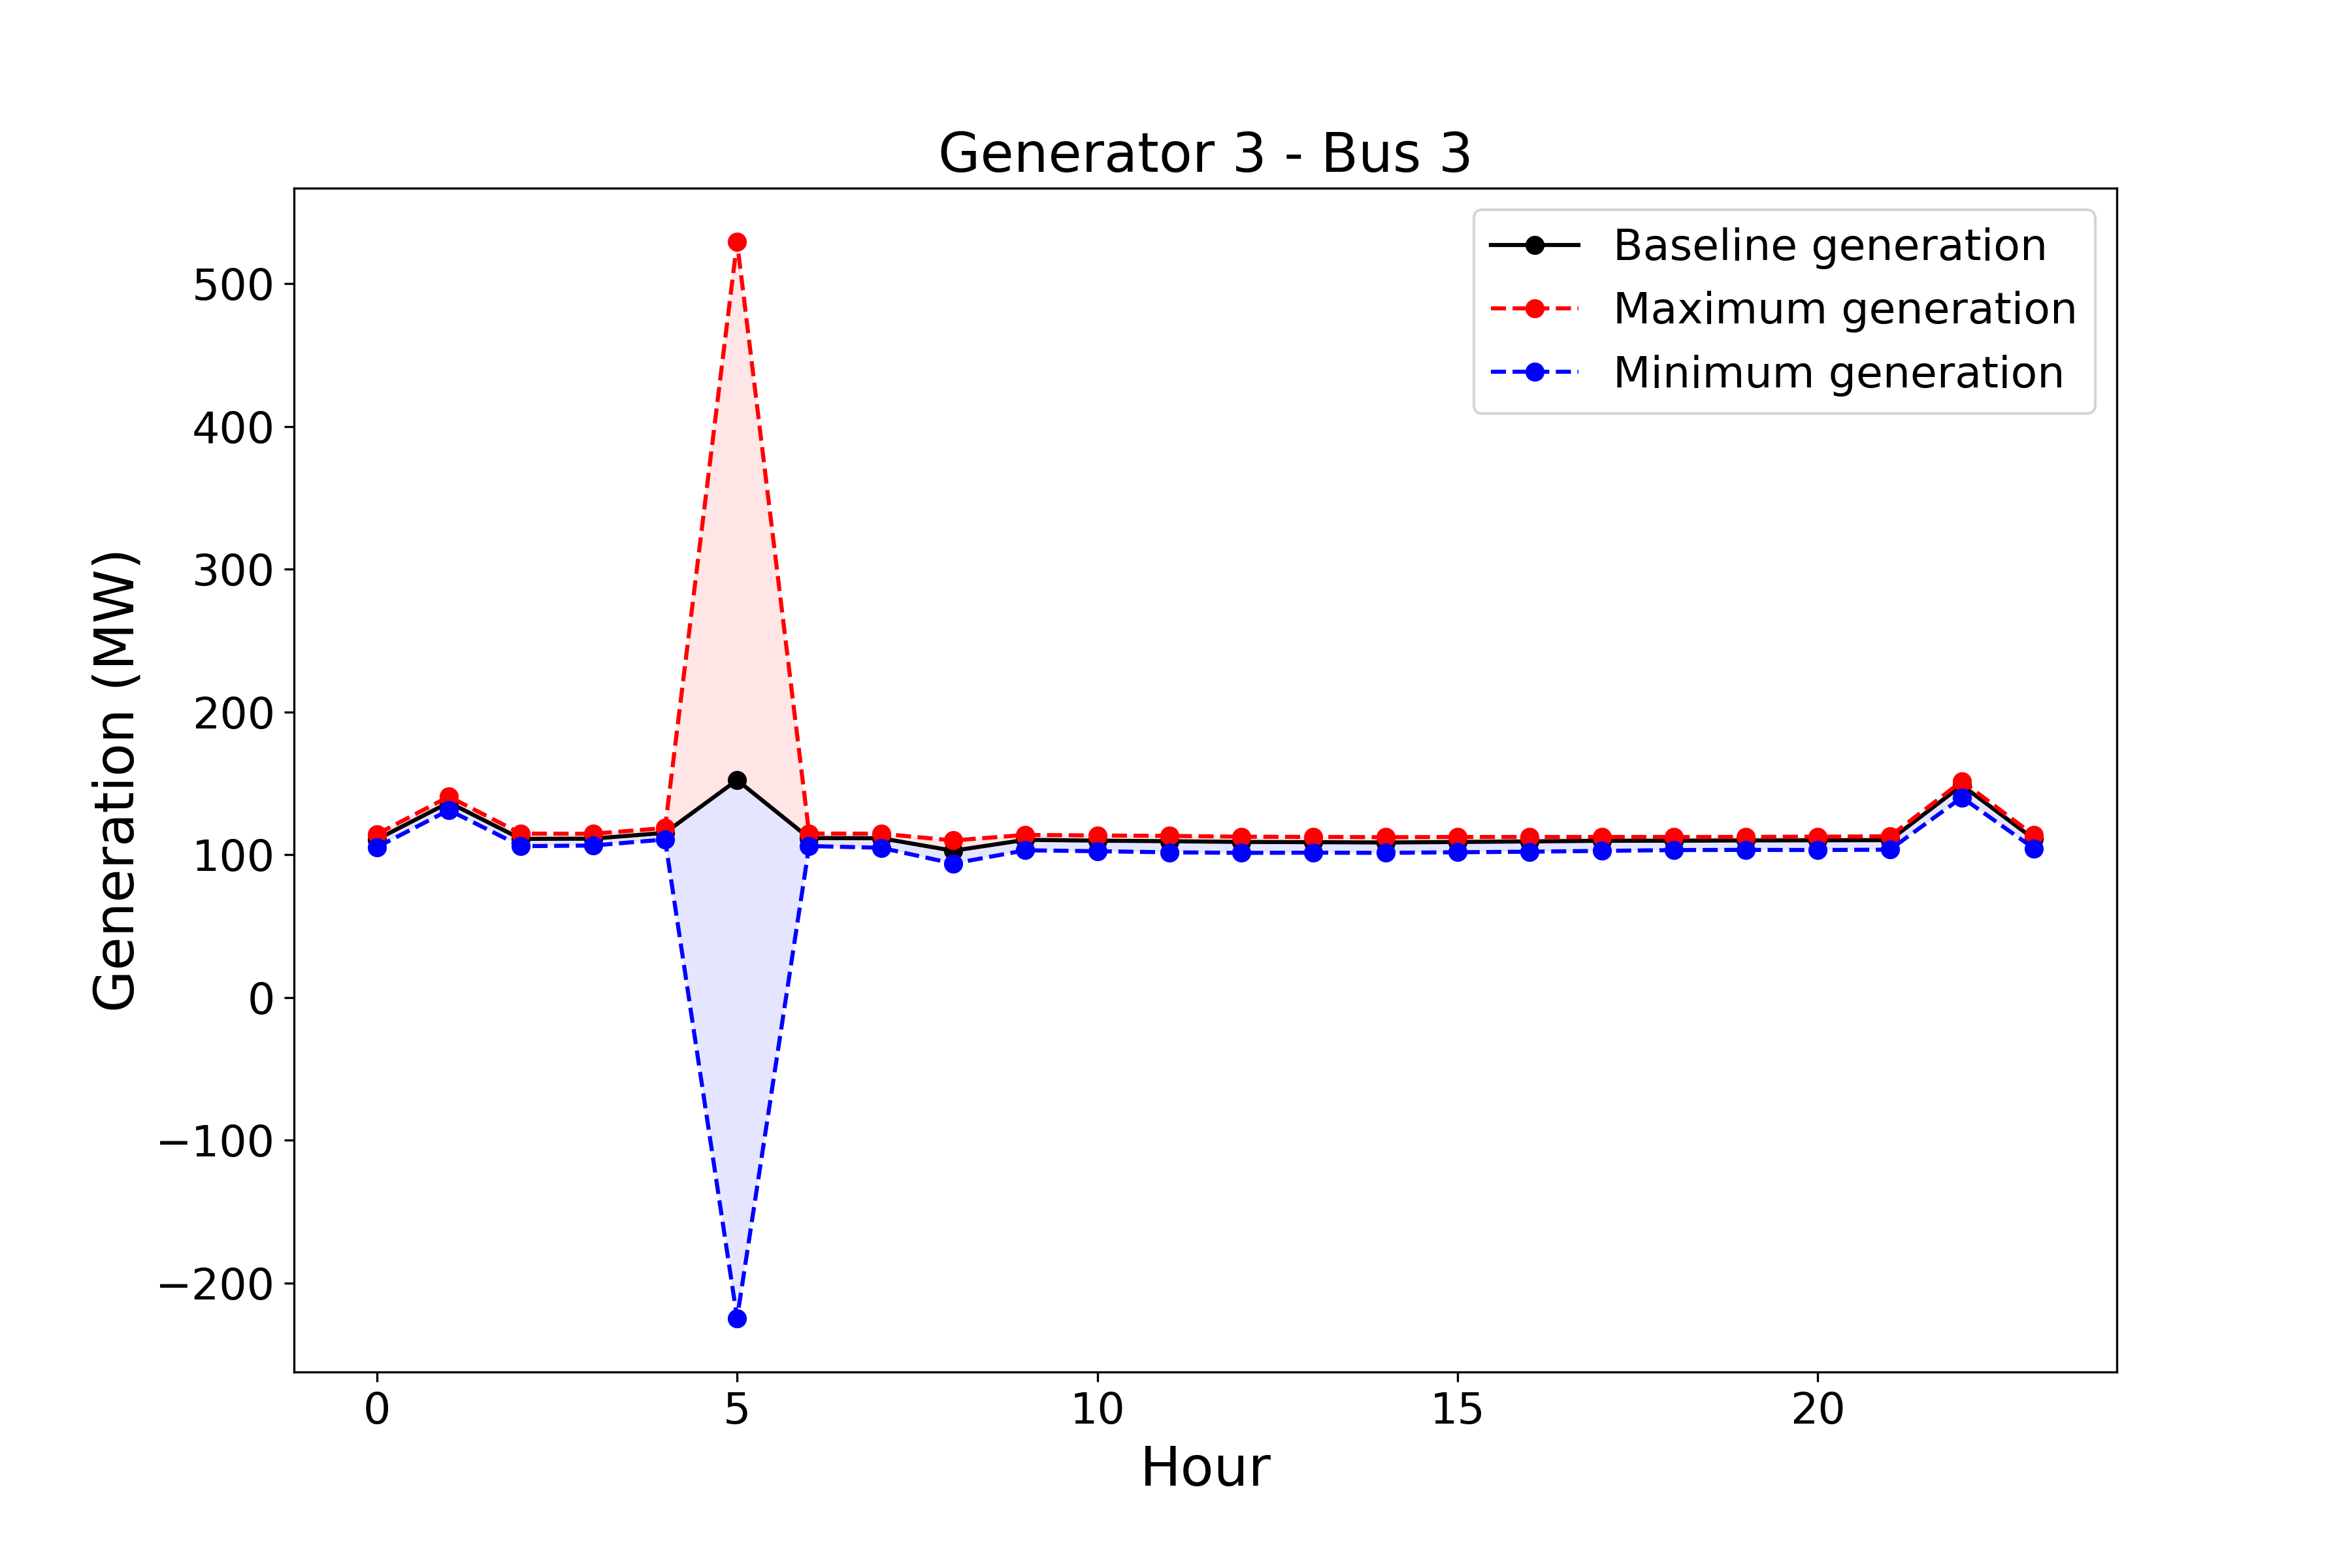 Generator 3 - Bus 3
Baseline generation
Maximum generation
Minimum generation
Generation (MW)
500
400
300
200
100
0
−100
−200
0 5 10 15 20
Hour